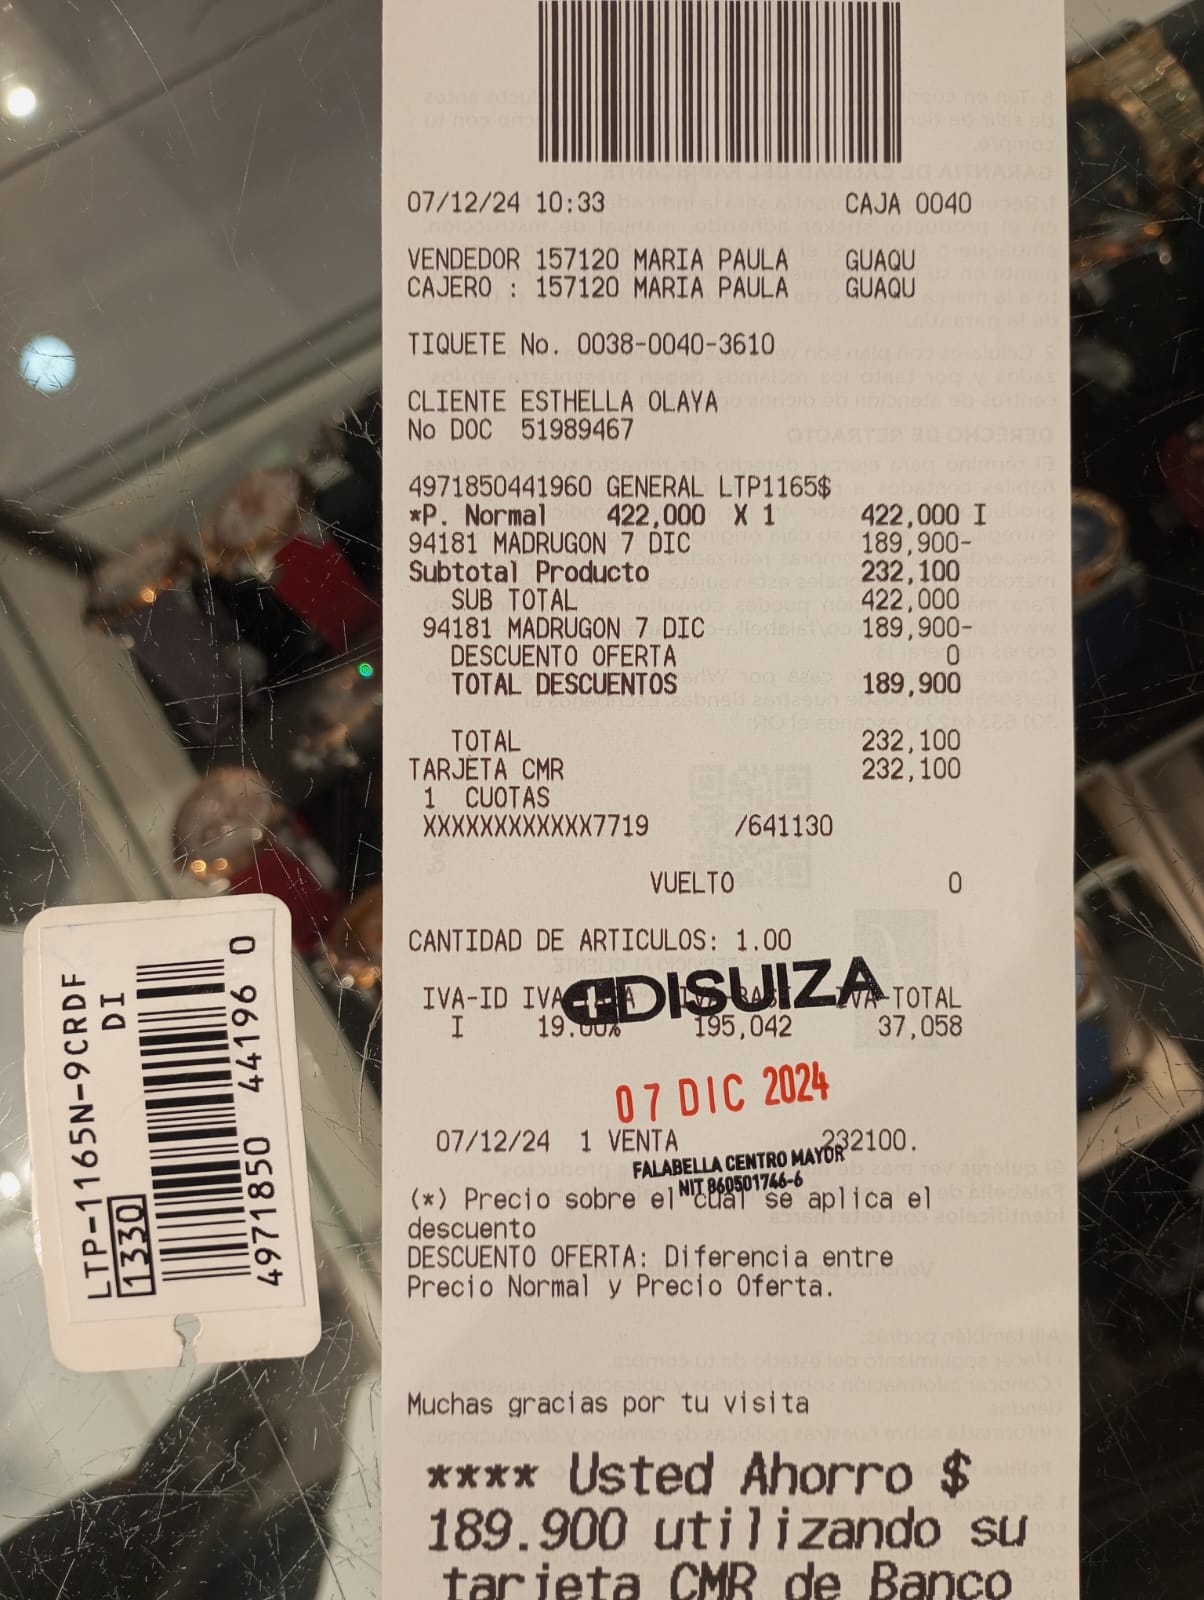 07/12/24 10:33 CAJA 0040
VENDEDOR 157120 MARIA PAULA GUAQU
CAJERO : 157120 MARIA PAULA GUAQU
TIQUETE No. 0038-0040-3610
CLIENTE ESTHELLA OLAYA
No DOC 51989467
4971850441960 GENERAL LTP1165$
*P. Normal 422,000 X 1 422,000 I
94181 MADRUGON 7 DIC 189,900-
Subtotal Producto 232,100
SUB TOTAL 422,000
94181 MADRUGON 7 DIC 189,900-
DESCUENTO OFERTA 0
TOTAL DESCUENTOS 189,900
TOTAL 232,100
TARJETA CMR 232,100
1 CUOTAS
XXXXXXXXXXXX7719 /641130
VUELTO 0
CANTIDAD DE ARTICULOS: 1.00
DISUIZA
IVA-ID IVA IVA-TOTAL
I 19.00% 195,042 37,058
07 DIC 2024
07/12/24 1 VENTA 232100.
FALABELLA CENTRO MAYOR
NIT 860501746-6
(*) Precio sobre el cual se aplica el
descuento
DESCUENTO OFERTA: Diferencia entre
Precio Normal y Precio Oferta.
Muchas gracias por tu visita
**** Usted Ahorro $
189.900 utilizando su
tarjeta CMR de Banco
LTP-1165N-9CRDF
1330 DI
4971850 44196 0